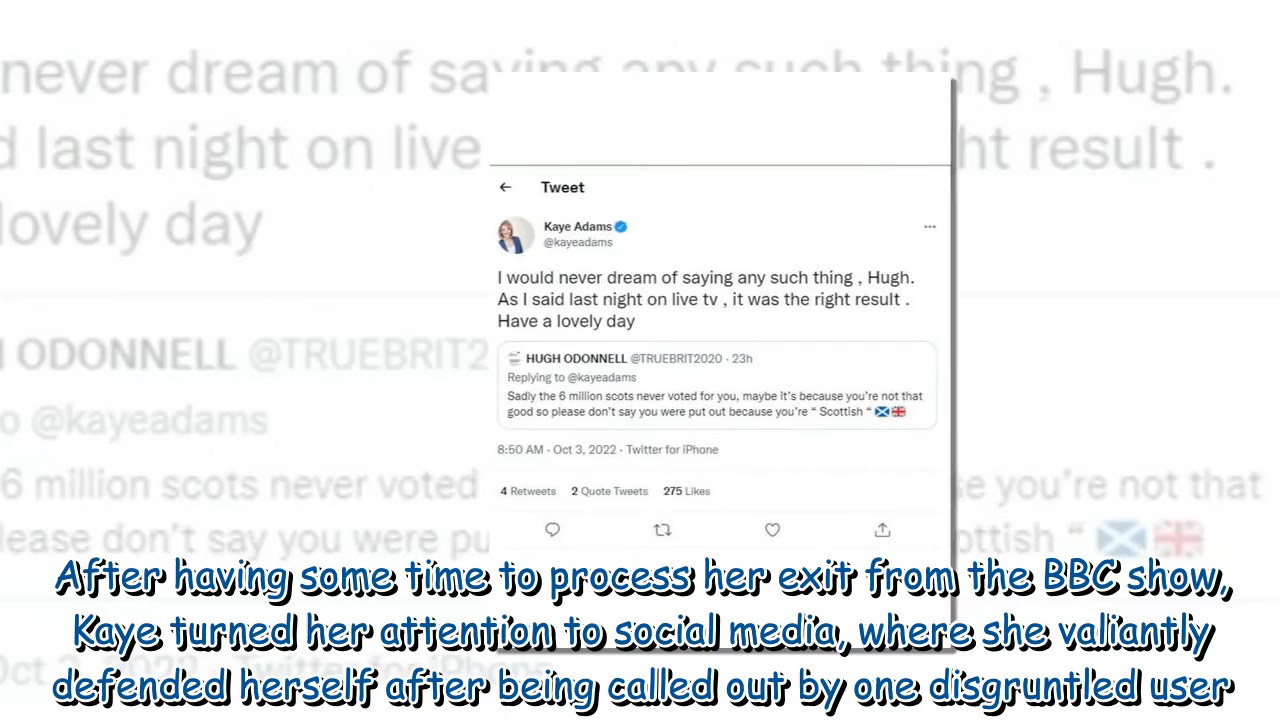 never dream of saying any such thing , Hugh.
d last night on live
ht result .
lovely day
Tweet
Kaye Adams
@kayeadams
I would never dream of saying any such thing , Hugh.
As I said last night on live tv , it was the right result .
Have a lovely day
H ODONNELL @TRUEBRIT2
HUGH ODONNELL @TRUEBRIT2020 · 23h
Replying to @kayeadams
Sadly the 6 million scots never voted for you, maybe it's because you're not that
good so please don't say you were put out because you're “ Scottish “ 🏴󠁧󠁢󠁳󠁣󠁴󠁿🇬🇧
o @kayeadams
8:50 AM · Oct 3, 2022 · Twitter for iPhone
6 million scots never voted
se you're not that
4 Retweets 2 Quote Tweets 275 Likes
lease don't say you were pu
ottish “ 🏴󠁧󠁢󠁳󠁣󠁴󠁿🇬🇧
After having some time to process her exit from the BBC show,
Kaye turned her attention to social media, where she valiantly
defended herself after being called out by one disgruntled user